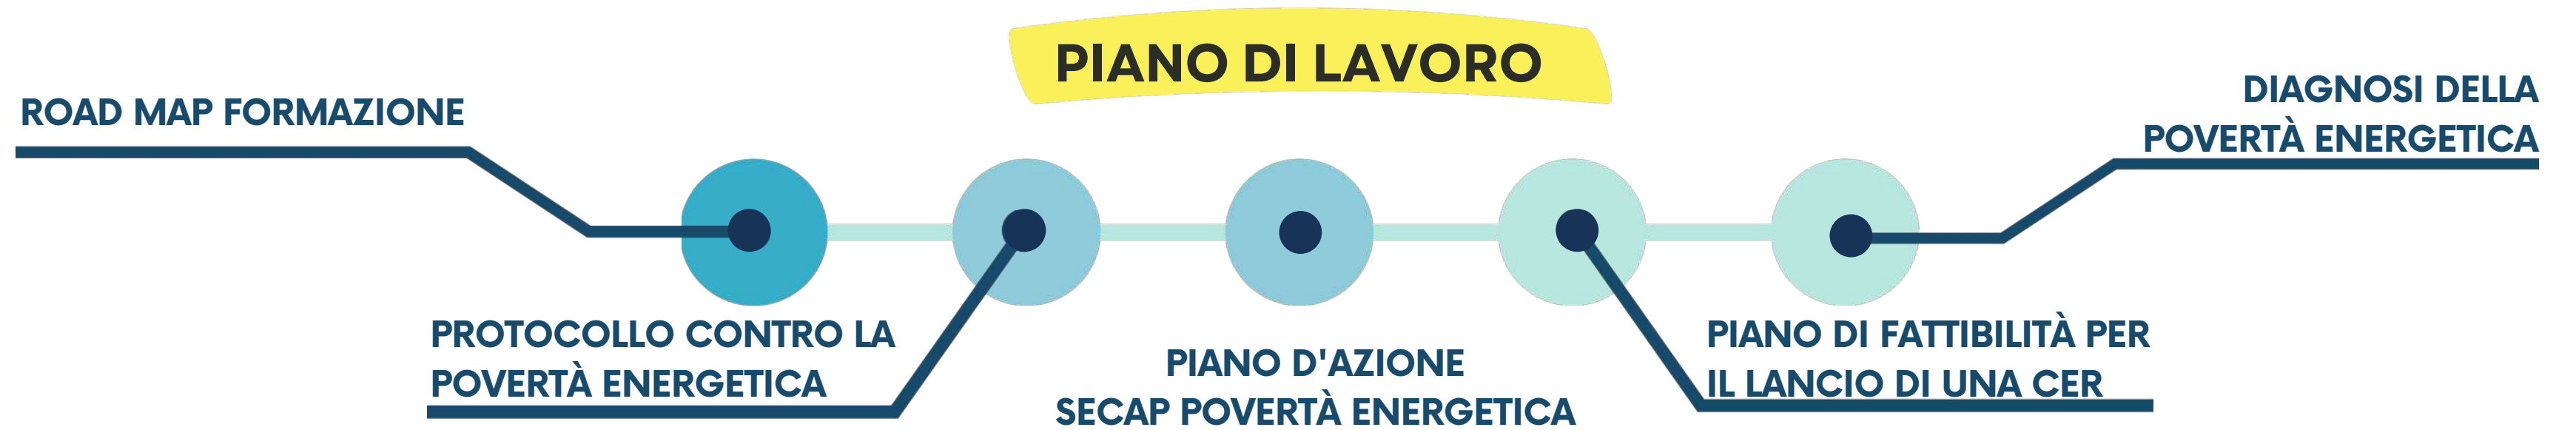 PIANO DI LAVORO
ROAD MAP FORMAZIONE
PROTOCOLLO CONTRO LA
POVERTÀ ENERGETICA
PIANO D'AZIONE
SECAP POVERTÀ ENERGETICA
PIANO DI FATTIBILITÀ PER
IL LANCIO DI UNA CER
DIAGNOSI DELLA
POVERTÀ ENERGETICA